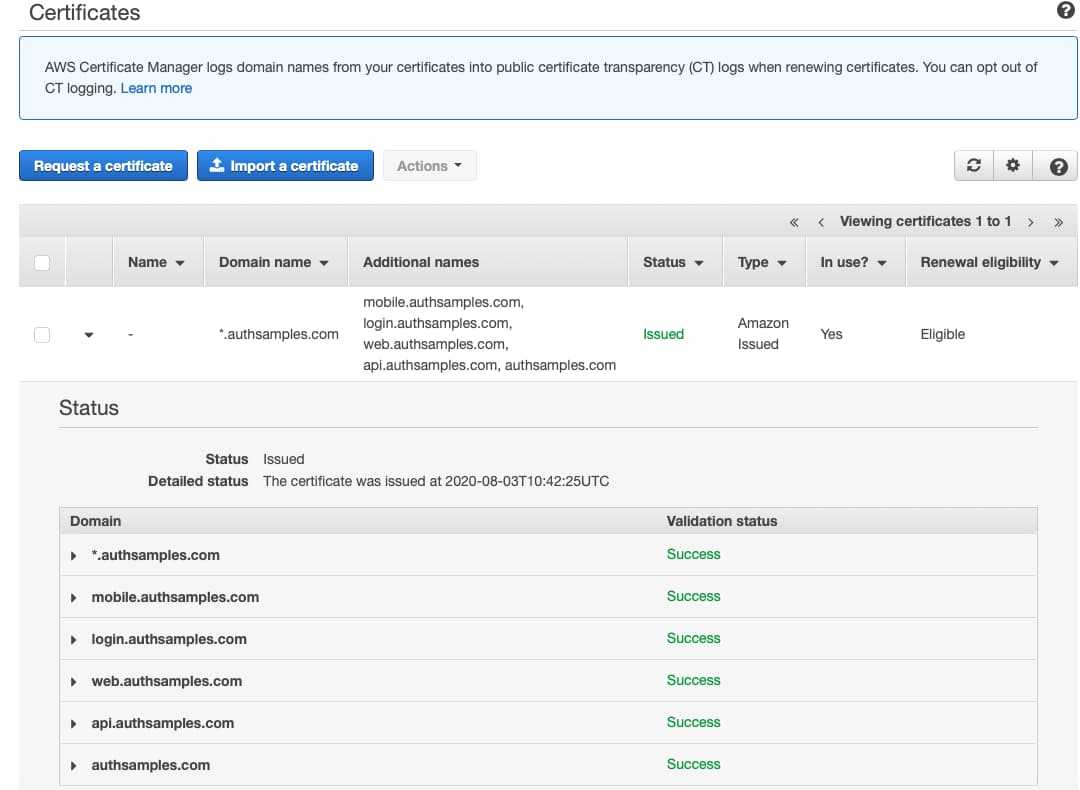 Certificates
AWS Certificate Manager logs domain names from your certificates into public certificate transparency (CT) logs when renewing certificates. You can opt out of
CT logging. Learn more
Request a certificate Import a certificate Actions
« ‹ Viewing certificates 1 to 1 › »
Name Domain name Additional names Status Type In use? Renewal eligibility
mobile.authsamples.com,
login.authsamples.com,
web.authsamples.com,
api.authsamples.com, authsamples.com
- *.authsamples.com Issued Amazon Yes Eligible
Issued
Status
Status Issued
Detailed status The certificate was issued at 2020-08-03T10:42:25UTC
Domain Validation status
*.authsamples.com Success
mobile.authsamples.com Success
login.authsamples.com Success
web.authsamples.com Success
api.authsamples.com Success
authsamples.com Success